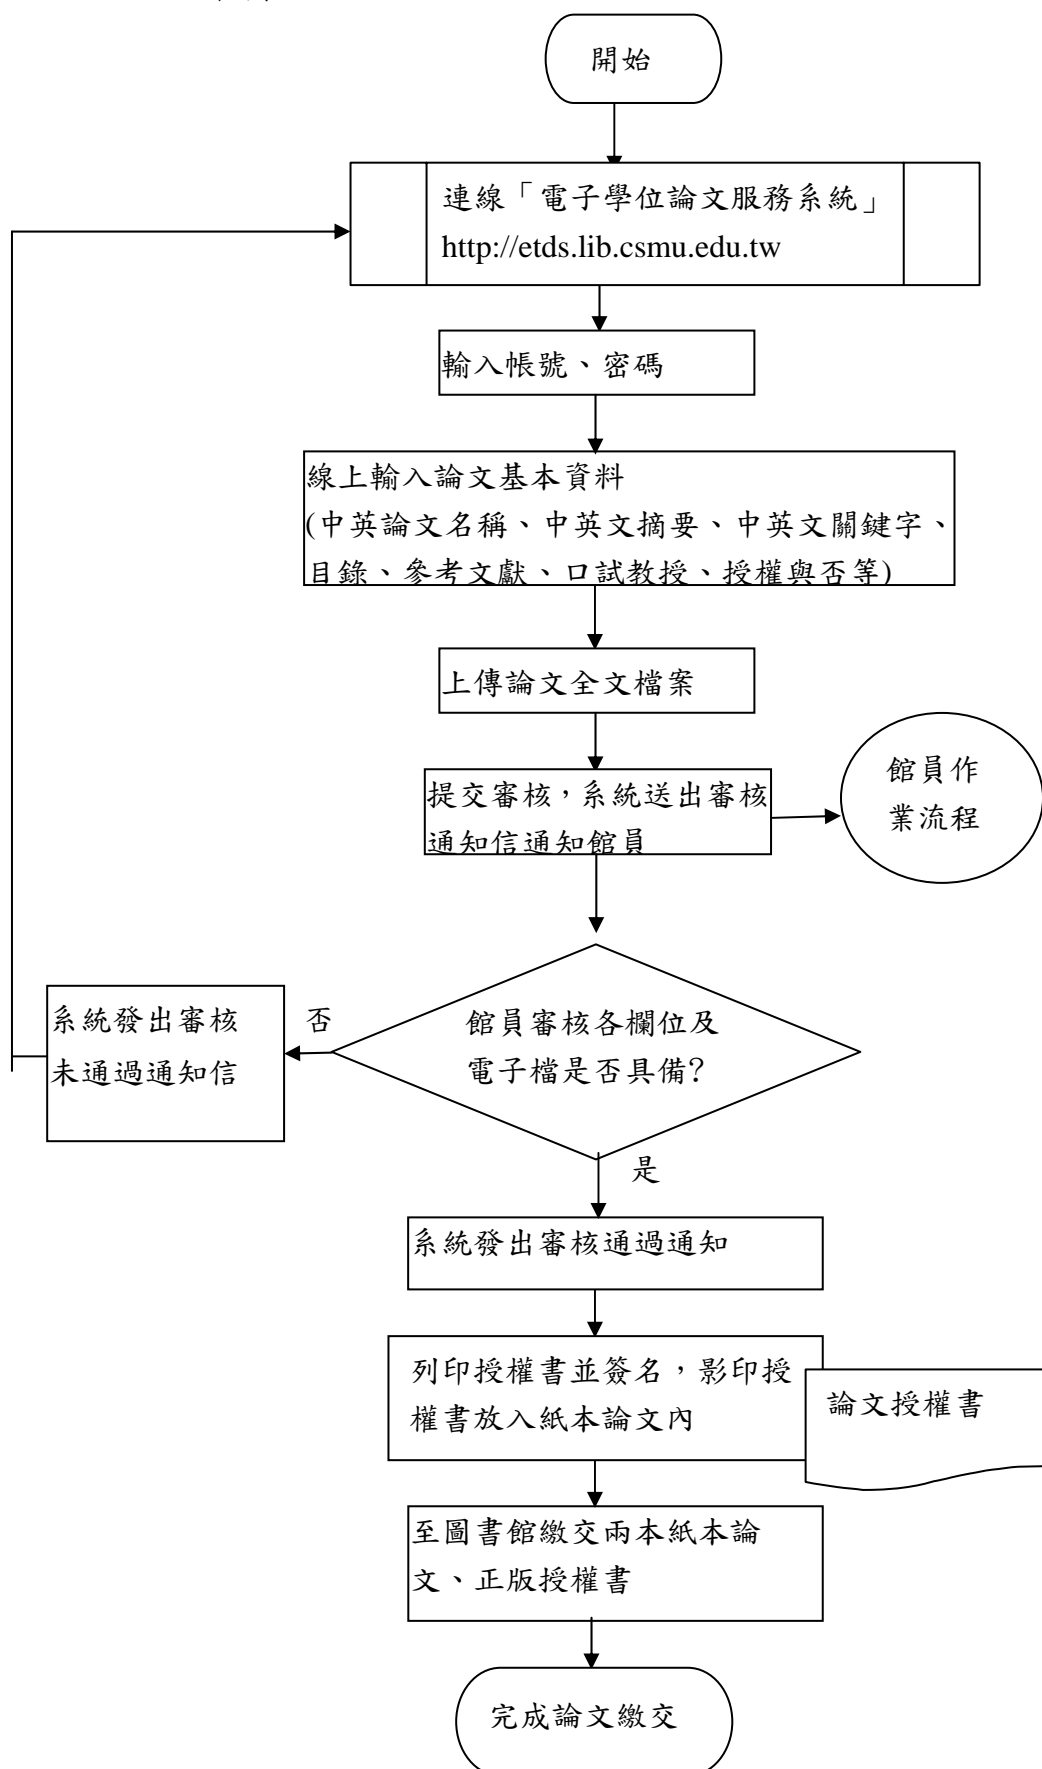 開始
連線「電子學位論文服務系統」
http://etds.lib.csmu.edu.tw
輸入帳號、密碼
線上輸入論文基本資料
(中英論文名稱、中英文摘要、中英文關鍵字、
目錄、參考文獻、口試教授、授權與否等)
上傳論文全文檔案
提交審核，系統送出審核
通知信通知館員
館員作
業流程
館員審核各欄位及
電子檔是否具備?
否
系統發出審核
未通過通知信
是
系統發出審核通過通知
列印授權書並簽名，影印授
權書放入紙本論文內
論文授權書
至圖書館繳交兩本紙本論
文、正版授權書
完成論文繳交